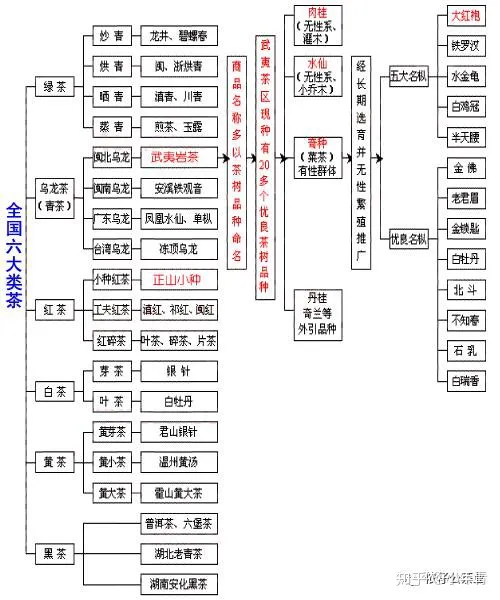 全国六大类茶
绿 茶
炒 青
龙井、碧螺春
烘 青
闽、浙烘青
晒 青
滇青、川青
蒸 青
煎茶、玉露
乌龙茶
（青茶）
闽北乌龙
武夷岩茶
闽南乌龙
安溪铁观音
广东乌龙
凤凰水仙、单枞
台湾乌龙
冻顶乌龙
红 茶
小种红茶
正山小种
工夫红茶
滇红、祁红、闽红
红碎茶
叶茶、碎茶、片茶
白 茶
芽 茶
银 针
叶 茶
白牡丹
黄 茶
黄芽茶
君山银针
黄小茶
温州黄汤
黄大茶
霍山黄大茶
黑 茶
普洱茶、六堡茶
湖北老青茶
湖南安化黑茶
商品名称多以茶树品种命名
武夷茶区现种有20多个优良茶树品种
肉桂
（无性系、
灌木）
水仙
（无性系、
小乔木）
奇种
（菜茶）
有性群体
丹桂
奇兰等
外引品种
经长期选育并无性繁殖推广
五大名枞
大红袍
铁罗汉
水金龟
白鸡冠
半天腰
优良名枞
金 佛
老君眉
金锁匙
白牡丹
北 斗
不知春
石 乳
白瑞香
知乎